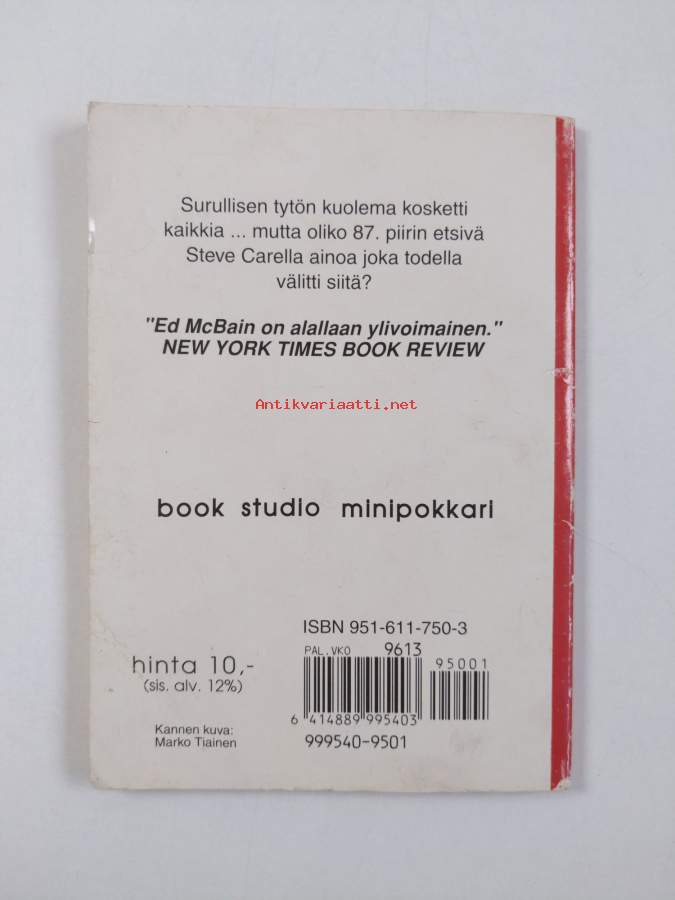 Surullisen tytön kuolema kosketti
kaikkia ... mutta oliko 87. piirin etsivä
Steve Carella ainoa joka todella
välitti siitä?
"Ed McBain on alallaan ylivoimainen."
NEW YORK TIMES BOOK REVIEW
Antikvariaatti.net
book studio minipokkari
ISBN 951-611-750-3
PAL.VKO 9613
95001
hinta 10,-
(sis. alv. 12%)
6 414889 995403
Kannen kuva:
Marko Tiainen
999540-9501